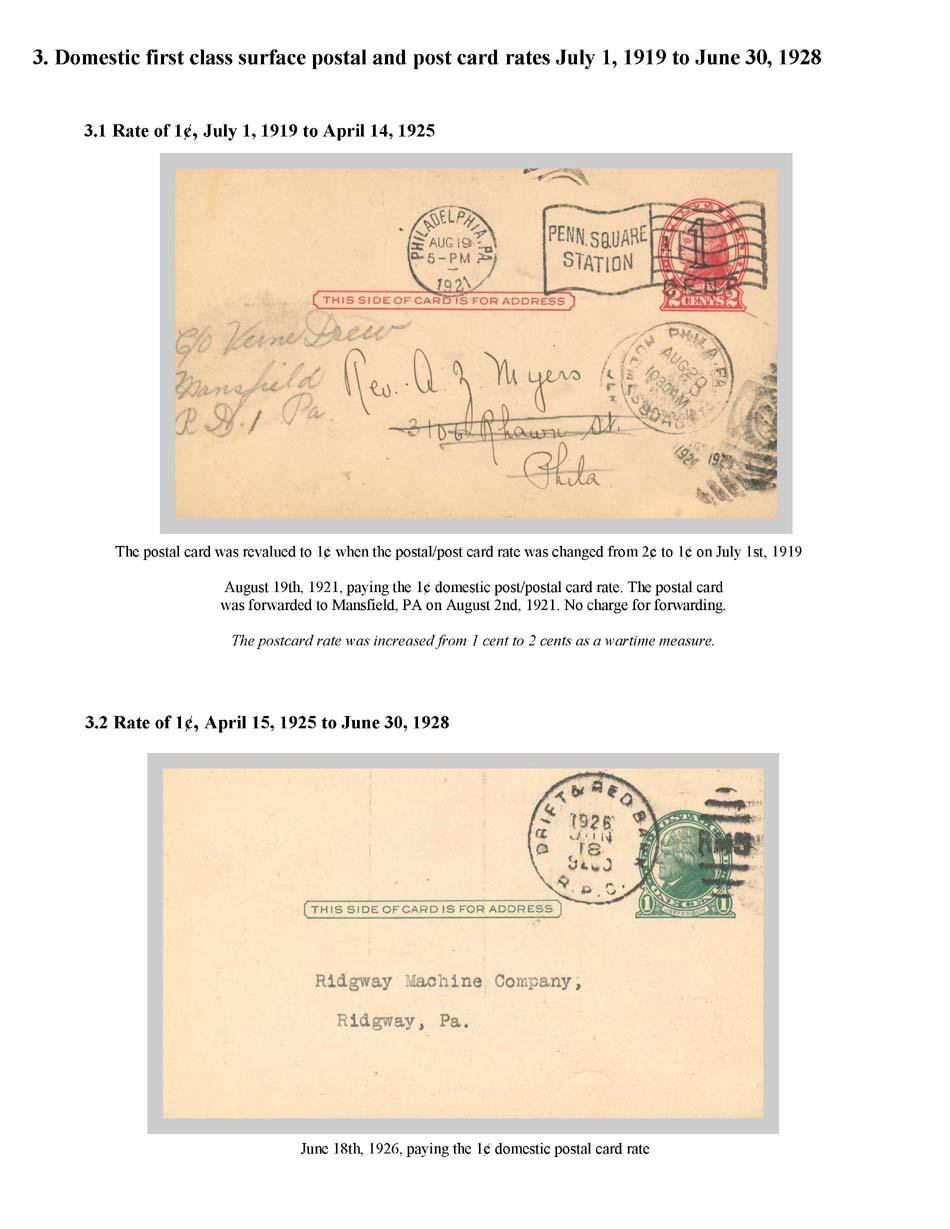 3. Domestic first class surface postal and post card rates July 1, 1919 to June 30, 1928
3.1 Rate of 1¢, July 1, 1919 to April 14, 1925
PHILADELPHIA, PA.
AUG 19
5-PM
1921
PENN. SQUARE
STATION
1
CENT
2 CENTS 2
THIS SIDE OF CARD IS FOR ADDRESS
C/O Verne Drew
Mansfield
R.D.1 Pa.
Rev. A. Z. Myers
3106 Rhawn St.
Phila
PHILA. PA.
AUG 20
1030AM
1921
The postal card was revalued to 1¢ when the postal/post card rate was changed from 2¢ to 1¢ on July 1st, 1919
August 19th, 1921, paying the 1¢ domestic post/postal card rate. The postal card
was forwarded to Mansfield, PA on August 2nd, 1921. No charge for forwarding.
The postcard rate was increased from 1 cent to 2 cents as a wartime measure.
3.2 Rate of 1¢, April 15, 1925 to June 30, 1928
DRIFT & RED BANK
1926
JUN
18
R.P.O.
RMS
POSTAL
1 ONE CENT 1
JEFFERSON
THIS SIDE OF CARD IS FOR ADDRESS
Ridgway Machine Company,
Ridgway, Pa.
June 18th, 1926, paying the 1¢ domestic postal card rate